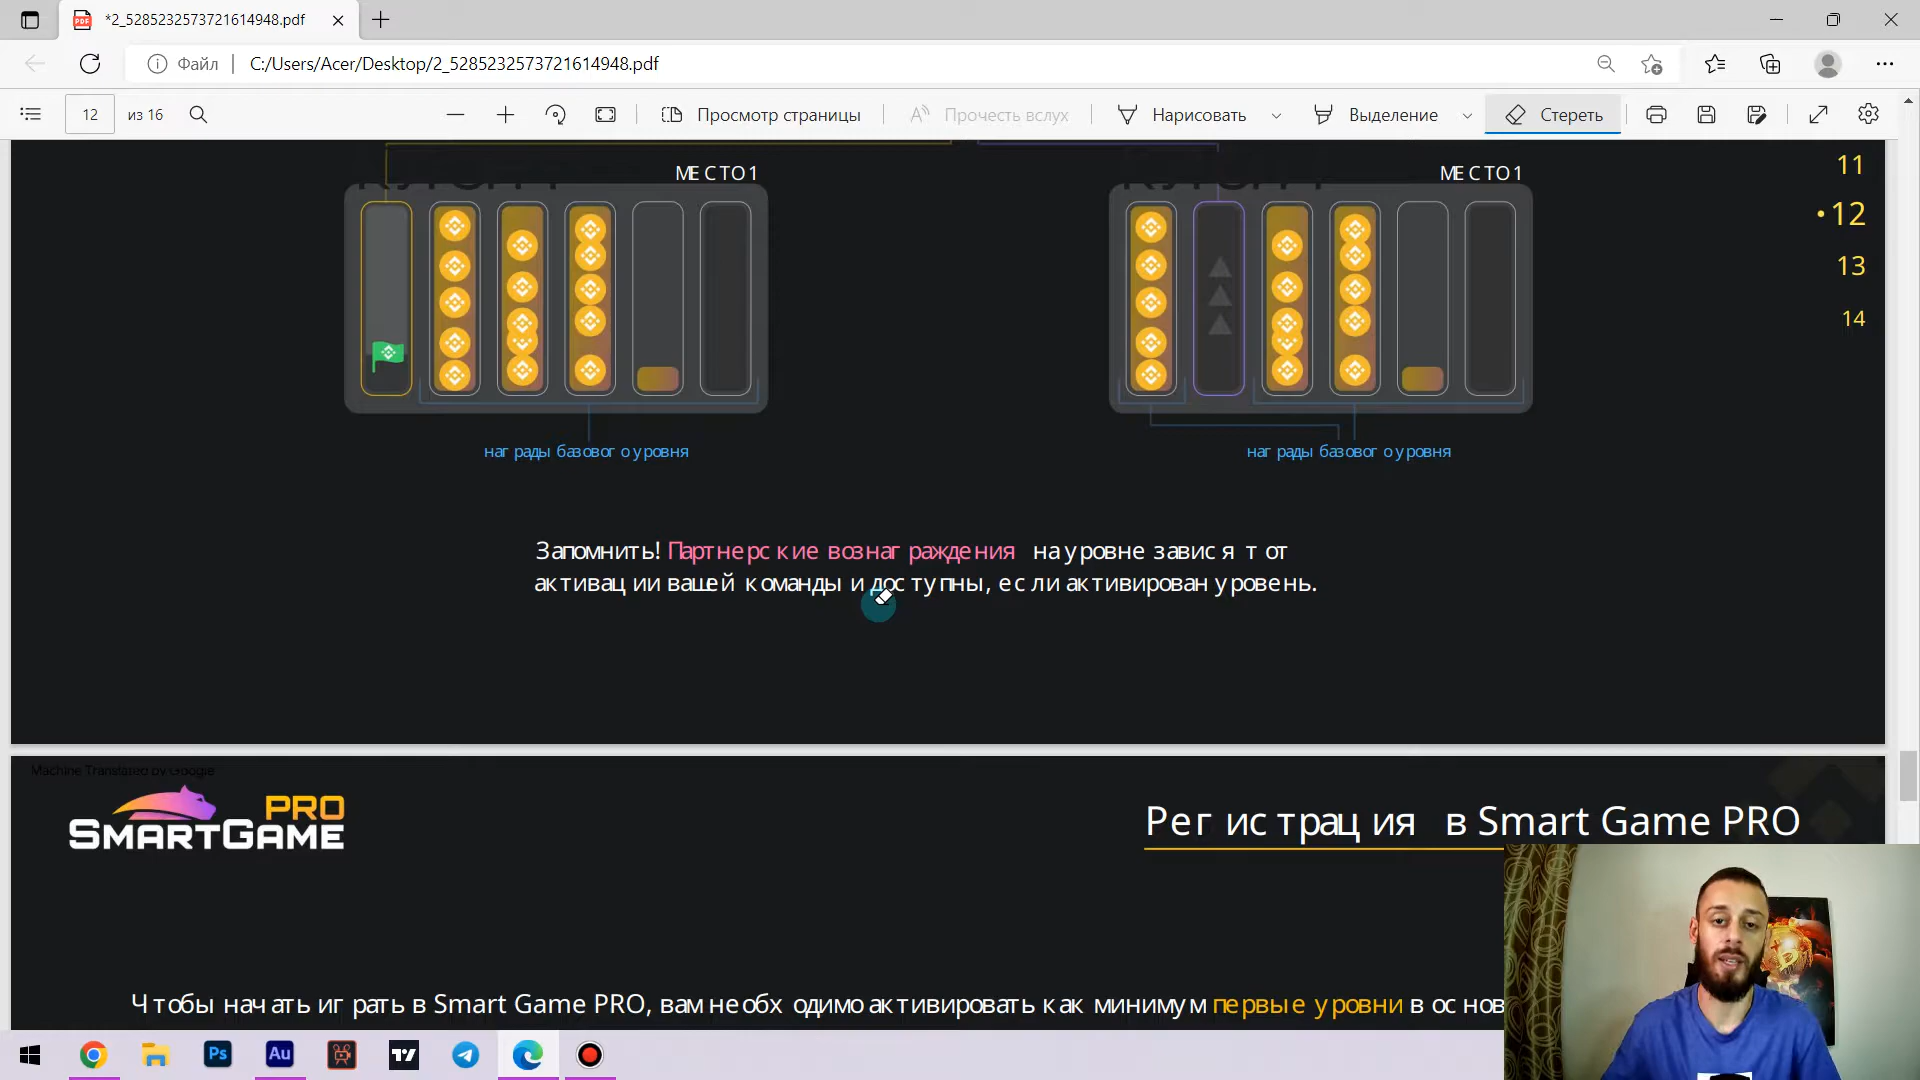 *2_5285232573721614948.pdf
Файл
C:/Users/Acer/Desktop/2_5285232573721614948.pdf
12 из 16
Просмотр страницы
Прочесть вслух
Нарисовать
Выделение
Стереть
МЕСТО1
МЕСТО1
11
•12
13
14
награды базового уровня
награды базового уровня
Запомнить! Партнерские вознаграждения на уровне зависят от
активации вашей команды и доступны, если активирован уровень.
Machine Translated by Google
PRO
SMARTGAME
Регистрация в Smart Game PRO
Чтобы начать играть в Smart Game PRO, вам необходимо активировать как минимум первые уровни в основ
Ps
Au